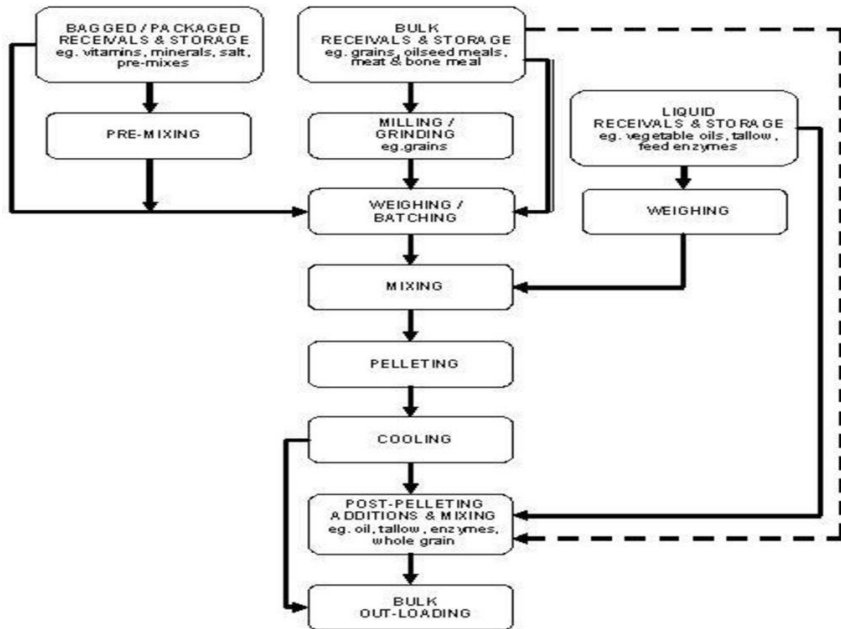 BAGGED / PACKAGED
RECEIVALS & STORAGE
eg. vitamins, minerals, salt,
pre-mixes
BULK
RECEIVALS & STORAGE
eg. grains, oilseed meals,
meat & bone meal
PRE-MIXING
MILLING /
GRINDING
eg.grains
LIQUID
RECEIVALS & STORAGE
eg. vegetable oils, tallow,
feed enzymes
WEIGHING /
BATCHING
WEIGHING
MIXING
PELLETING
COOLING
POST-PELLETING
ADDITIONS & MIXING
eg. oil, tallow, enzymes,
whole grain
BULK
OUT-LOADING